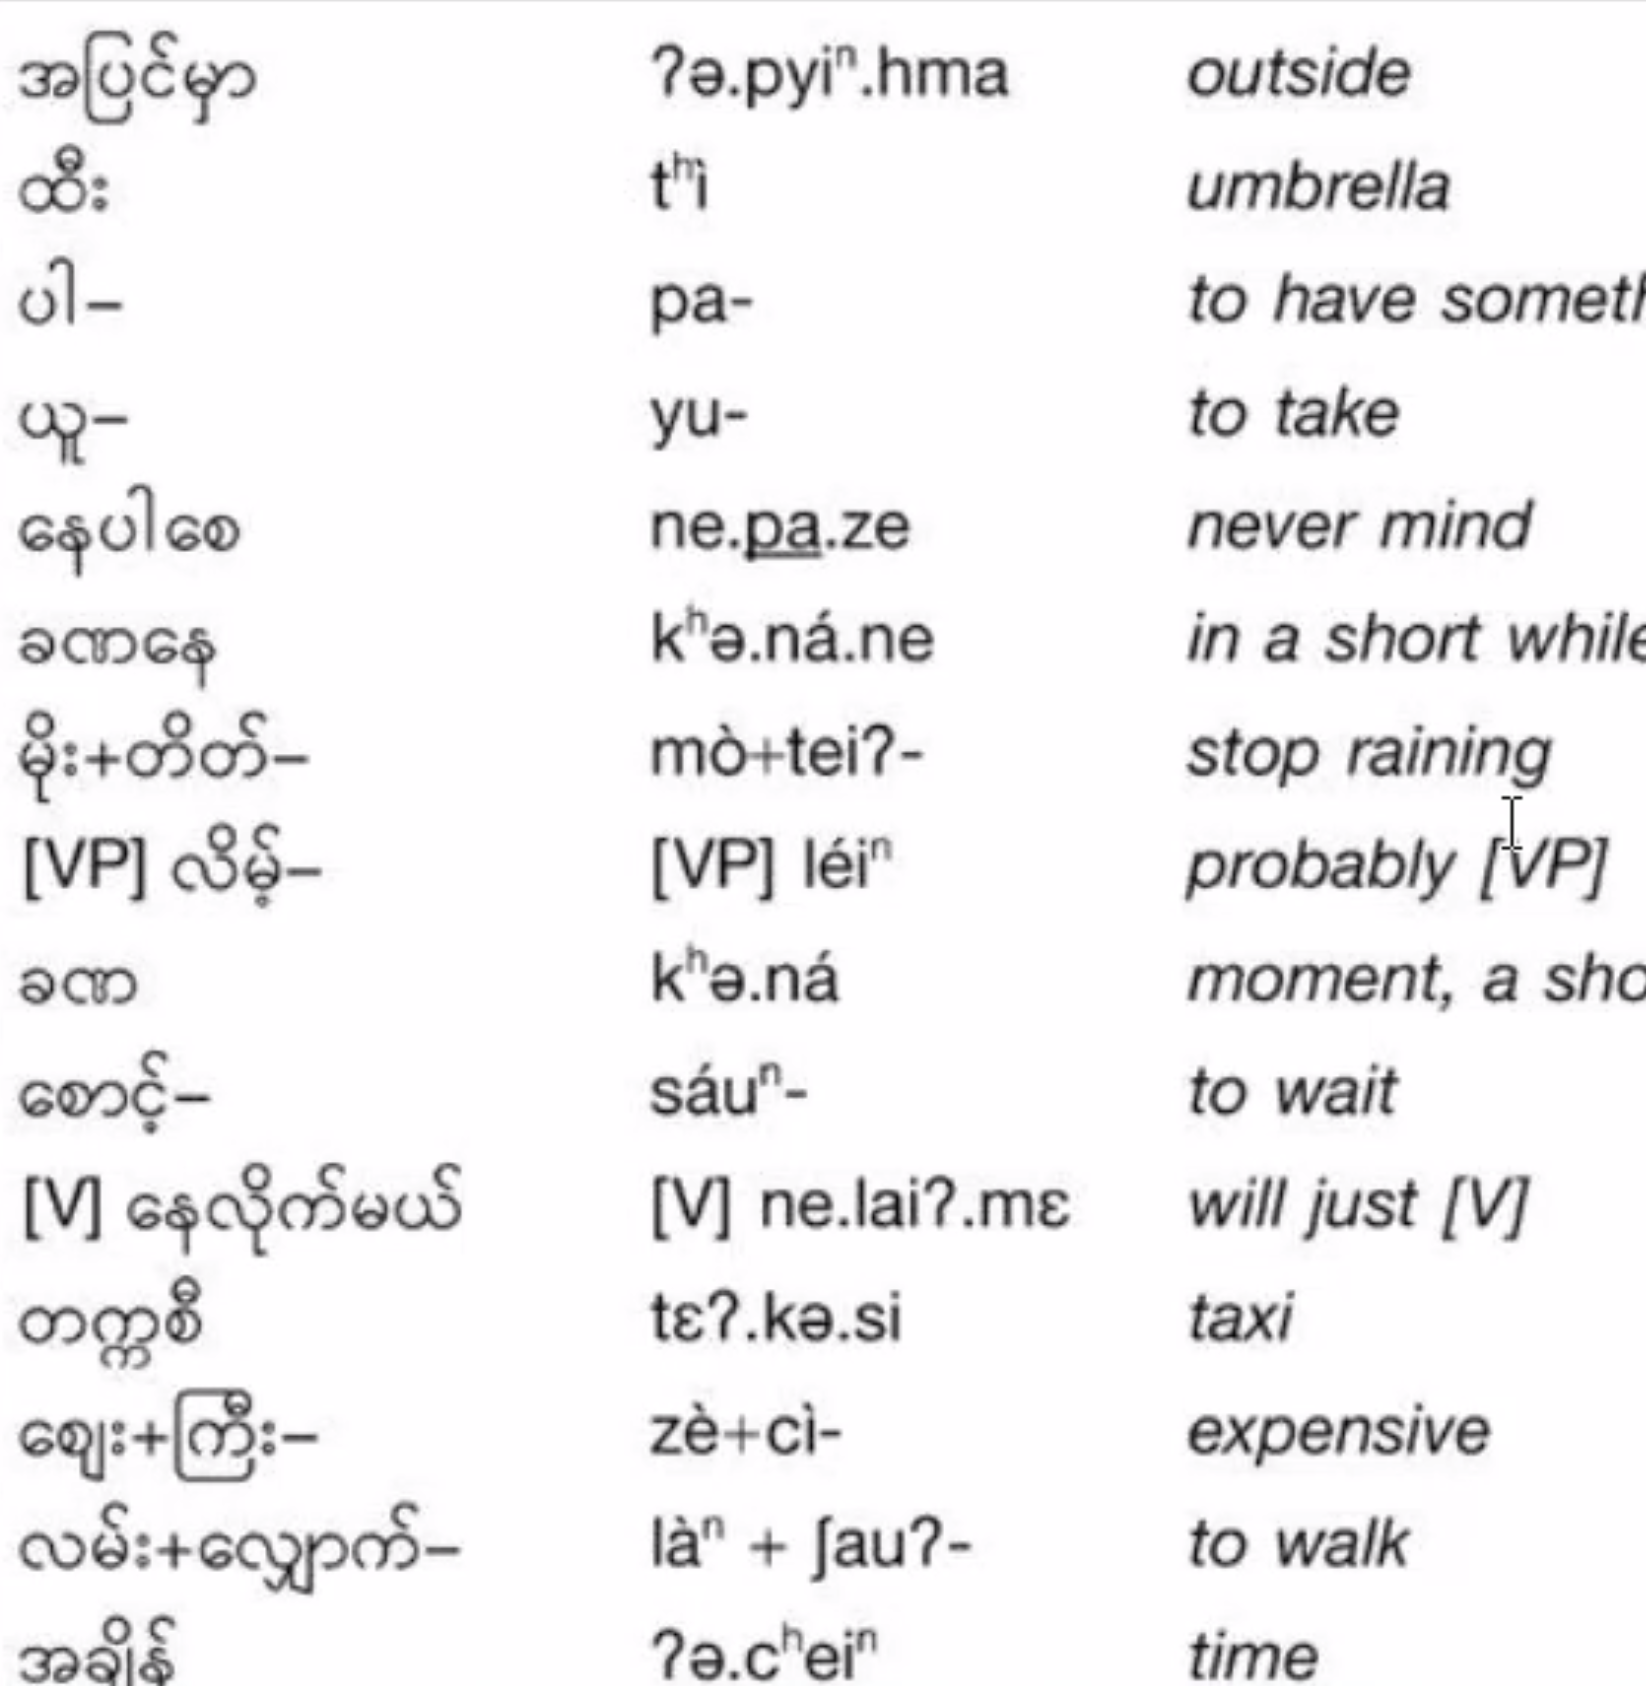 အပြင်မှာ ʔə.pyiⁿ.hma outside
ထီး tʰì umbrella
ပါ– pa- to have someth
ယူ– yu- to take
နေပါစေ ne.pa.ze never mind
ခဏနေ kʰə.ná.ne in a short while
မိုး+တိတ်– mò+teiʔ- stop raining
[VP] လိမ့်– [VP] léiⁿ probably [VP]
ခဏ kʰə.ná moment, a sho
စောင့်– sáuⁿ- to wait
[V] နေလိုက်မယ် [V] ne.laiʔ.mɛ will just [V]
တက္ကစီ tɛʔ.kə.si taxi
ဈေး+ကြီး– zè+cì- expensive
လမ်း+လျှောက်– làⁿ + ʃauʔ- to walk
အချိန် ʔə.cʰeiⁿ time